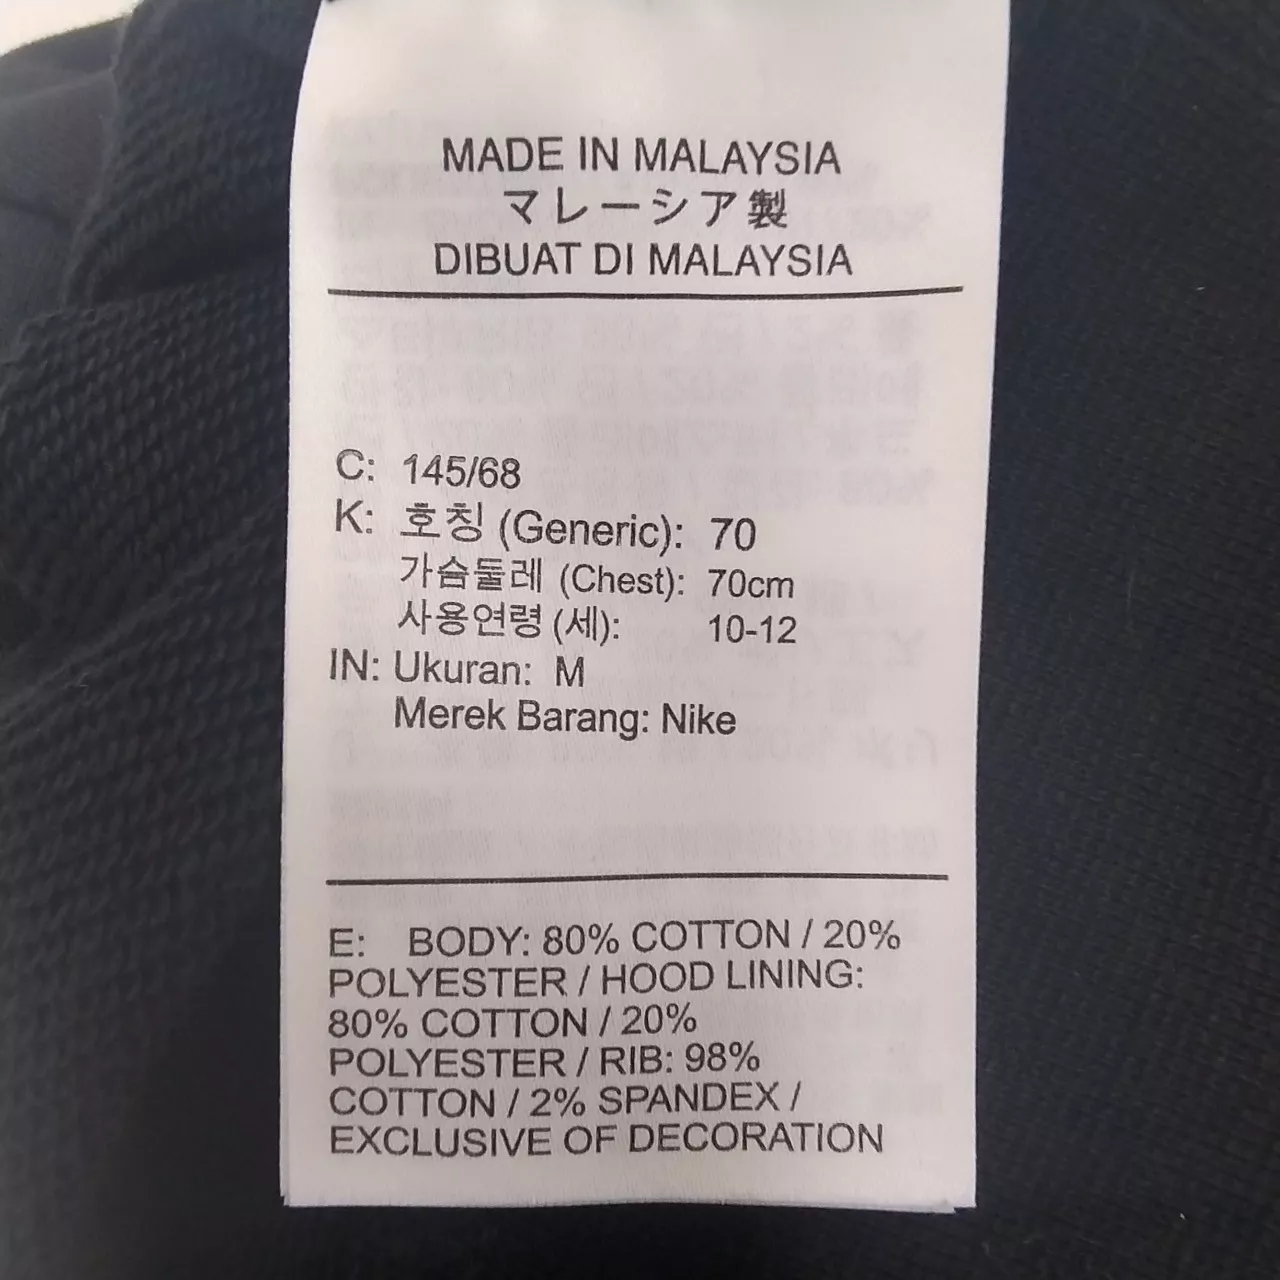 MADE IN MALAYSIA
マレーシア製
DIBUAT DI MALAYSIA
C: 145/68
K: 호칭 (Generic): 70
가슴둘레 (Chest): 70cm
사용연령 (세): 10-12
IN: Ukuran: M
Merek Barang: Nike
E: BODY: 80% COTTON / 20%
POLYESTER / HOOD LINING:
80% COTTON / 20%
POLYESTER / RIB: 98%
COTTON / 2% SPANDEX /
EXCLUSIVE OF DECORATION